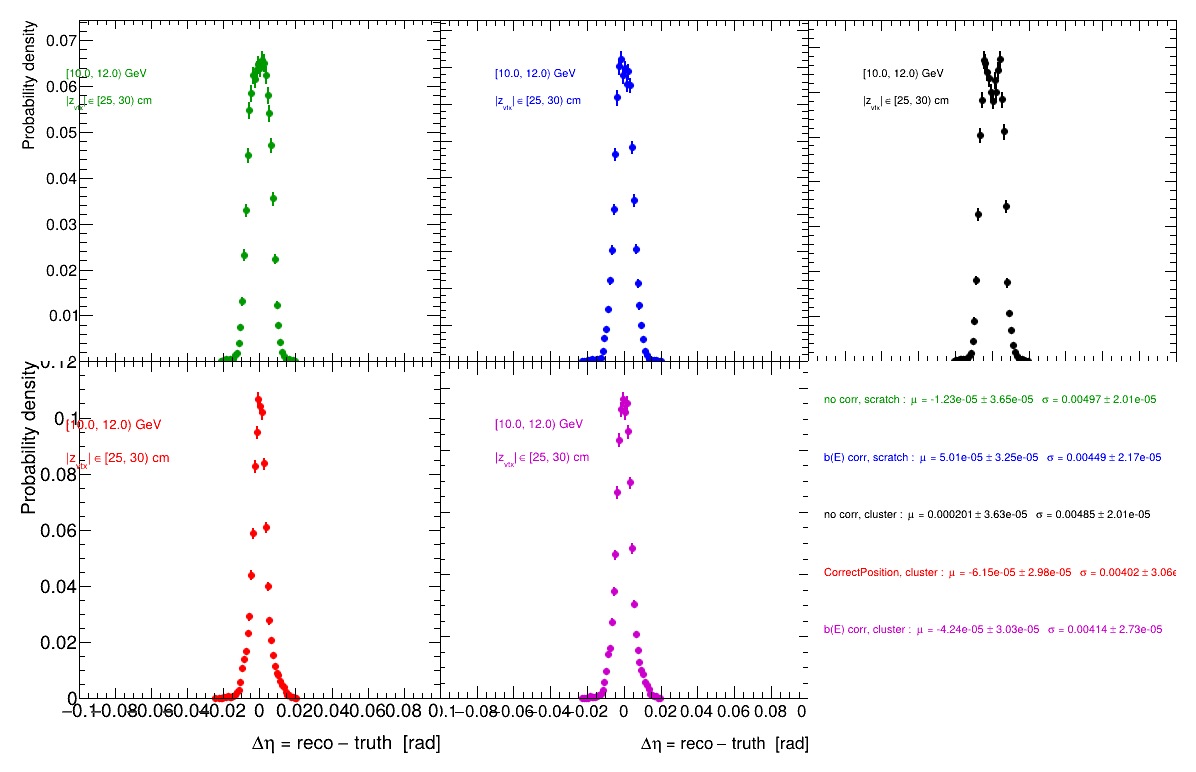 Probability density
0.07
0.06
0.05
0.04
0.03
0.02
0.01
[10.0, 12.0) GeV
|z_vtx| ∈ [25, 30) cm
[10.0, 12.0) GeV
|z_vtx| ∈ [25, 30) cm
[10.0, 12.0) GeV
|z_vtx| ∈ [25, 30) cm
Probability density
0.12
0.1
0.08
0.06
0.04
0.02
0
[10.0, 12.0) GeV
|z_vtx| ∈ [25, 30) cm
[10.0, 12.0) GeV
|z_vtx| ∈ [25, 30) cm
−0.1 −0.08 −0.06 −0.04 −0.02 0 0.02 0.04 0.06 0.08 0.1 −0.08 −0.06 −0.04 −0.02 0 0.02 0.04 0.06 0.08 0
Δη = reco − truth [rad]
Δη = reco − truth [rad]
no corr, scratch : μ = -1.23e-05 ± 3.65e-05 σ = 0.00497 ± 2.01e-05
b(E) corr, scratch : μ = 5.01e-05 ± 3.25e-05 σ = 0.00449 ± 2.17e-05
no corr, cluster : μ = 0.000201 ± 3.63e-05 σ = 0.00485 ± 2.01e-05
CorrectPosition, cluster : μ = -6.15e-05 ± 2.98e-05 σ = 0.00402 ± 3.06e
b(E) corr, cluster : μ = -4.24e-05 ± 3.03e-05 σ = 0.00414 ± 2.73e-05